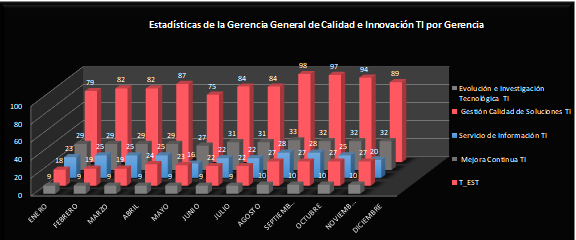 Estadísticas de la Gerencia General de Calidad e Innovación TI por Gerencia
79 82 82 87 75 84 84 98 97 94 89
29 29 29 29 27 31 31 33 32 32 32
23 25 25 25 16 22 22 28 28 25 20
18 19 19 24 23 22 22 27 27 27 27
9 9 9 9 9 9 9 10 10 10 10
100
80
60
40
20
0
ENERO
FEBRERO
MARZO
ABRIL
MAYO
JUNIO
JULIO
AGOSTO
SEPTIEMB...
OCTUBRE
NOVIEMB...
DICIEMBRE
Evolución e Investigación
Tecnológica TI
Gestión Calidad de Soluciones TI
Servicio de Información TI
Mejora Continua TI
T_EST